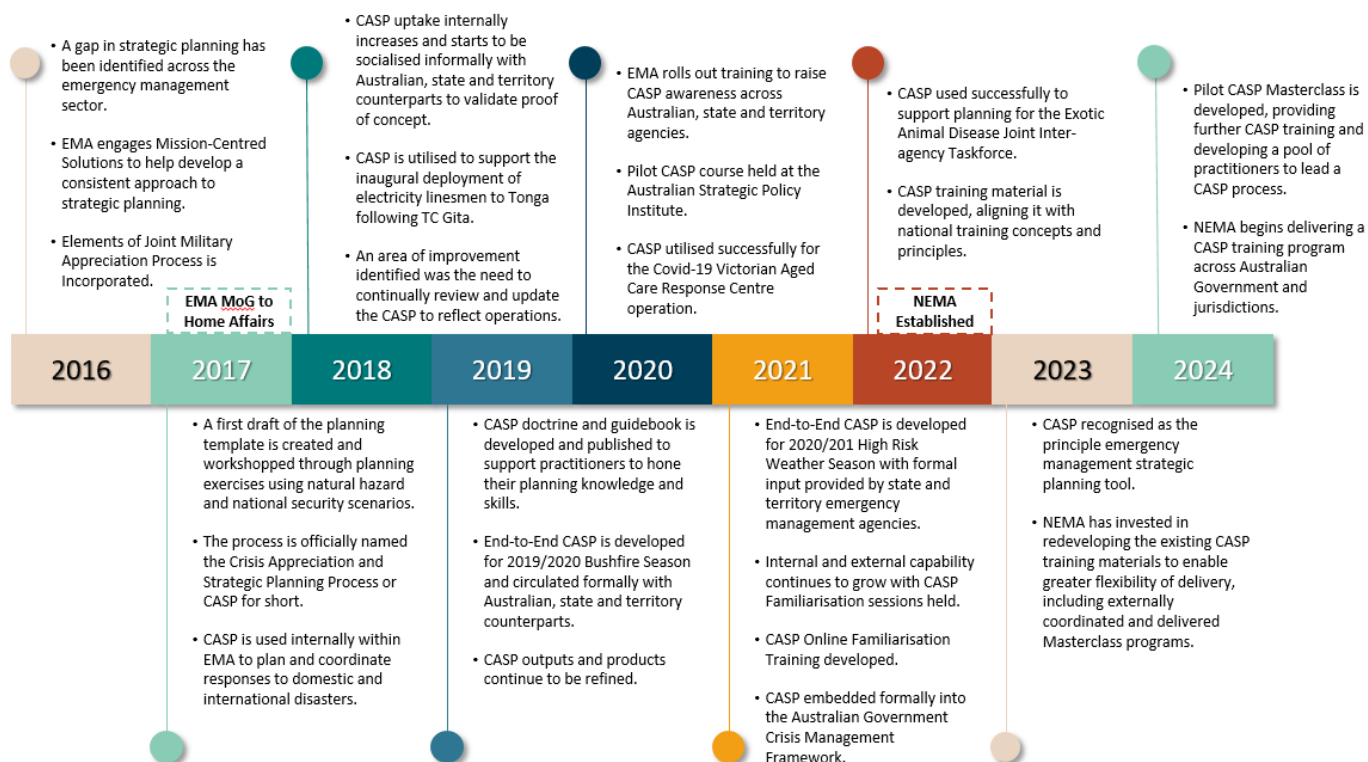 • A gap in strategic planning has
been identified across the
emergency management
sector.
• EMA engages Mission-Centred
Solutions to help develop a
consistent approach to
strategic planning.
• Elements of Joint Military
Appreciation Process is
Incorporated.
EMA MoG to
Home Affairs
• CASP uptake internally
increases and starts to be
socialised informally with
Australian, state and territory
counterparts to validate proof
of concept.
• CASP is utilised to support the
inaugural deployment of
electricity linesmen to Tonga
following TC Gita.
• An area of improvement
identified was the need to
continually review and update
the CASP to reflect operations.
• EMA rolls out training to raise
CASP awareness across
Australian, state and territory
agencies.
• Pilot CASP course held at the
Australian Strategic Policy
Institute.
• CASP utilised successfully for
the Covid-19 Victorian Aged
Care Response Centre
operation.
• CASP used successfully to
support planning for the Exotic
Animal Disease Joint Inter-
agency Taskforce.
• CASP training material is
developed, aligning it with
national training concepts and
principles.
NEMA
Established
• Pilot CASP Masterclass is
developed, providing
further CASP training and
developing a pool of
practitioners to lead a
CASP process.
• NEMA begins delivering a
CASP training program
across Australian
Government and
jurisdictions.
2016 2017 2018 2019 2020 2021 2022 2023 2024
• A first draft of the planning
template is created and
workshopped through planning
exercises using natural hazard
and national security scenarios.
• The process is officially named
the Crisis Appreciation and
Strategic Planning Process or
CASP for short.
• CASP is used internally within
EMA to plan and coordinate
responses to domestic and
international disasters.
• CASP doctrine and guidebook is
developed and published to
support practitioners to hone
their planning knowledge and
skills.
• End-to-End CASP is developed
for 2019/2020 Bushfire Season
and circulated formally with
Australian, state and territory
counterparts.
• CASP outputs and products
continue to be refined.
• End-to-End CASP is developed
for 2020/201 High Risk
Weather Season with formal
input provided by state and
territory emergency
management agencies.
• Internal and external capability
continues to grow with CASP
Familiarisation sessions held.
• CASP Online Familiarisation
Training developed.
• CASP embedded formally into
the Australian Government
Crisis Management
Framework.
• CASP recognised as the
principle emergency
management strategic
planning tool.
• NEMA has invested in
redeveloping the existing CASP
training materials to enable
greater flexibility of delivery,
including externally
coordinated and delivered
Masterclass programs.